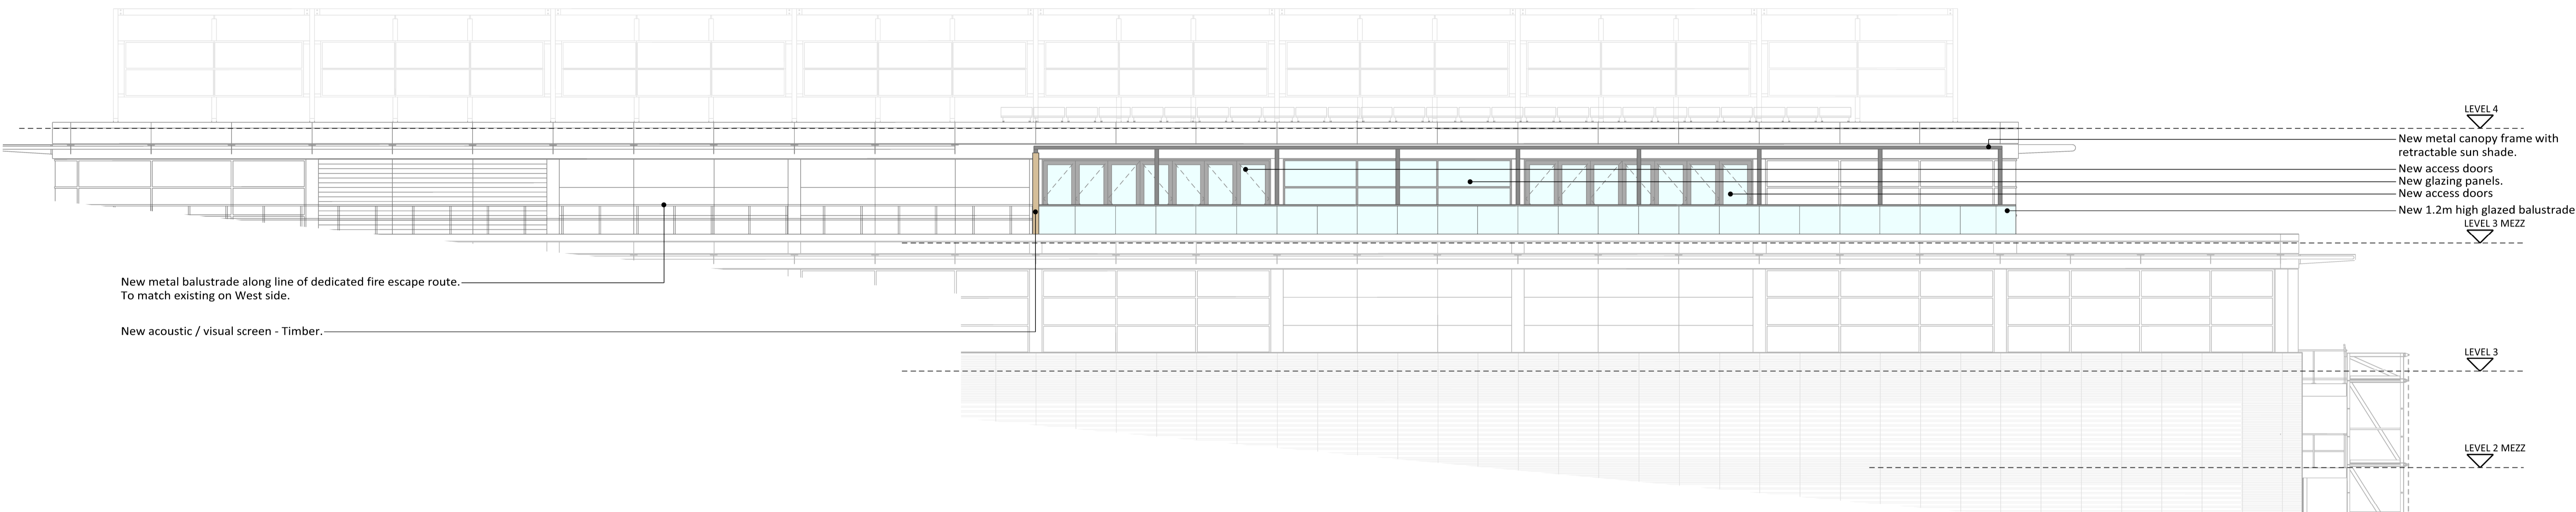 LEVEL 4
New metal canopy frame with
retractable sun shade.
New access doors
New glazing panels.
New access doors
New 1.2m high glazed balustrade
LEVEL 3 MEZZ
New metal balustrade along line of dedicated fire escape route.
To match existing on West side.
New acoustic / visual screen - Timber.
LEVEL 3
LEVEL 2 MEZZ